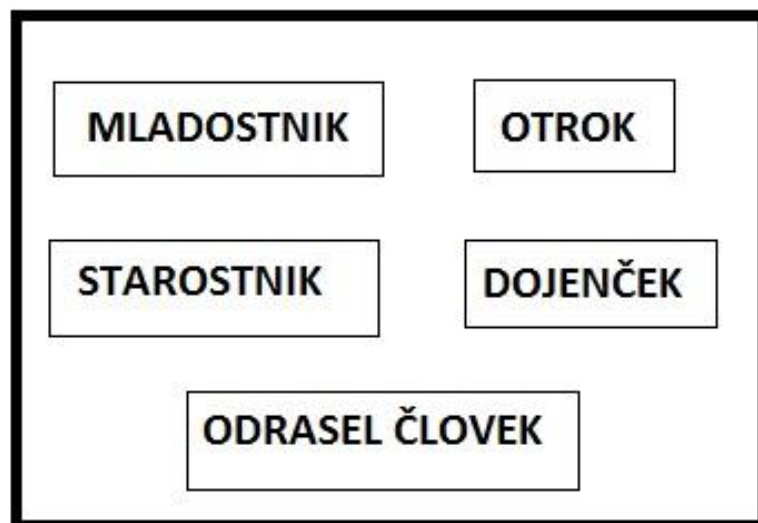 MLADOSTNIK
OTROK
STAROSTNIK
DOJENČEK
ODRASEL ČLOVEK